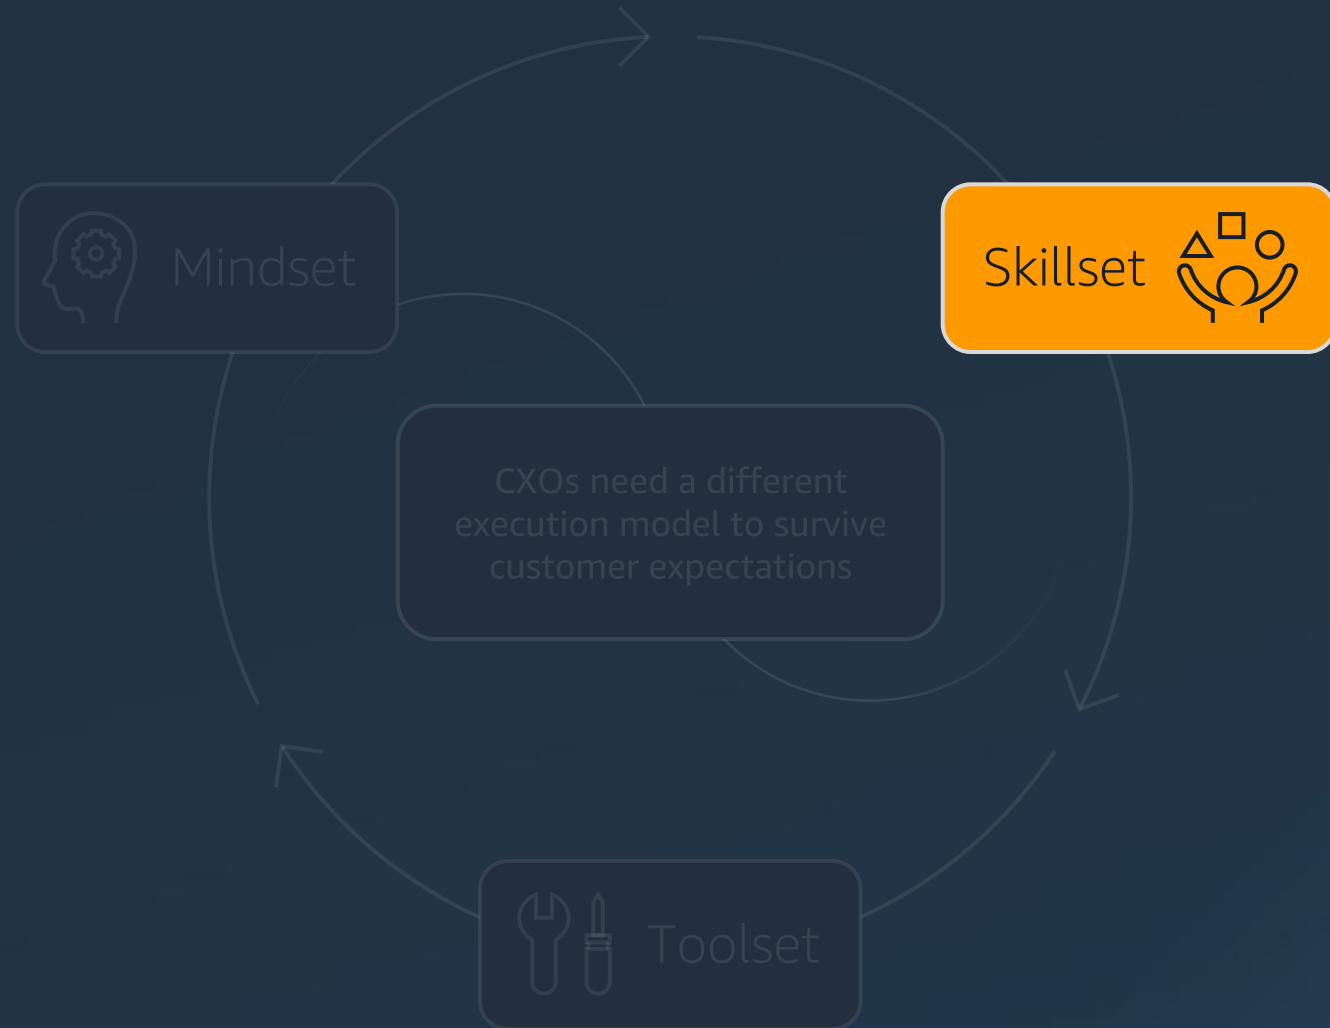 Mindset
Skillset
CXOs need a different
execution model to survive
customer expectations
Toolset